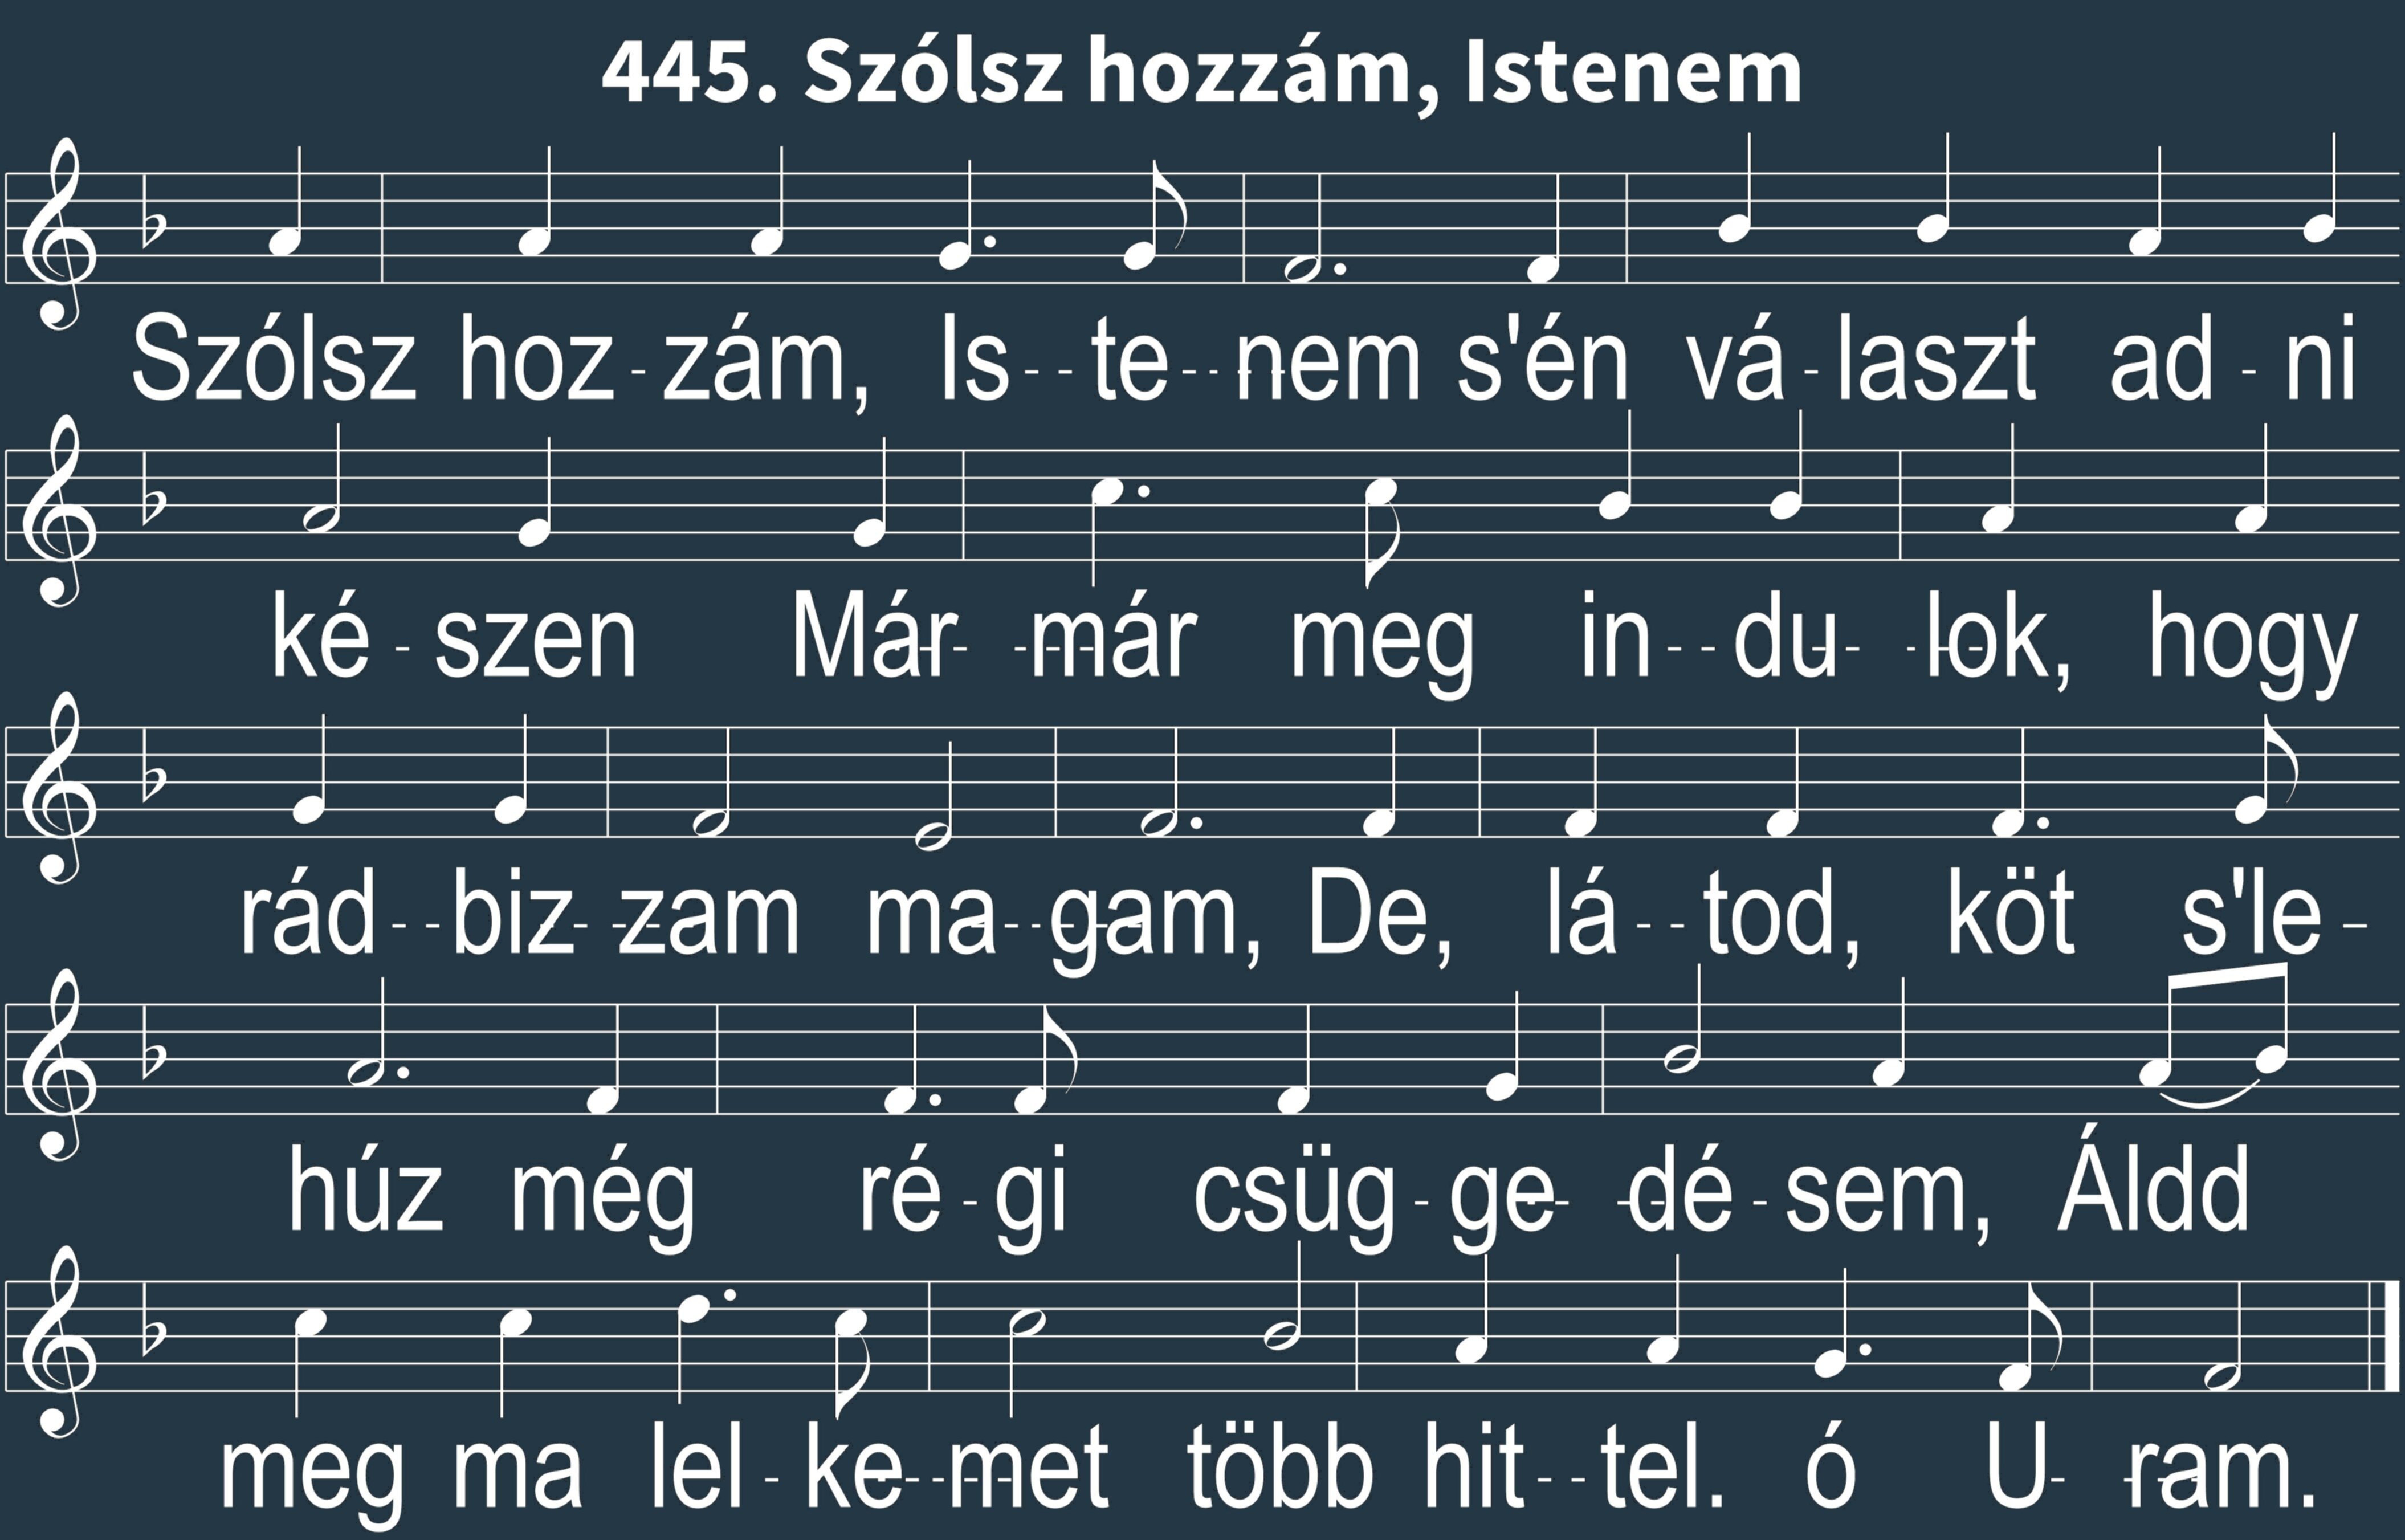 445. Szólsz hozzám, Istenem
Szólsz hoz - zám, Is - - te - - nem s'én vá - laszt ad - ni
ké - szen Már - - már meg in - - du - - lok, hogy
rád - - biz - - zam ma - - gam, De, lá - - tod, köt s'le -
húz még ré - gi csüg - ge - - dé - sem, Áldd
meg ma lel - ke - - met több hit - - tel. ó U - - ram.